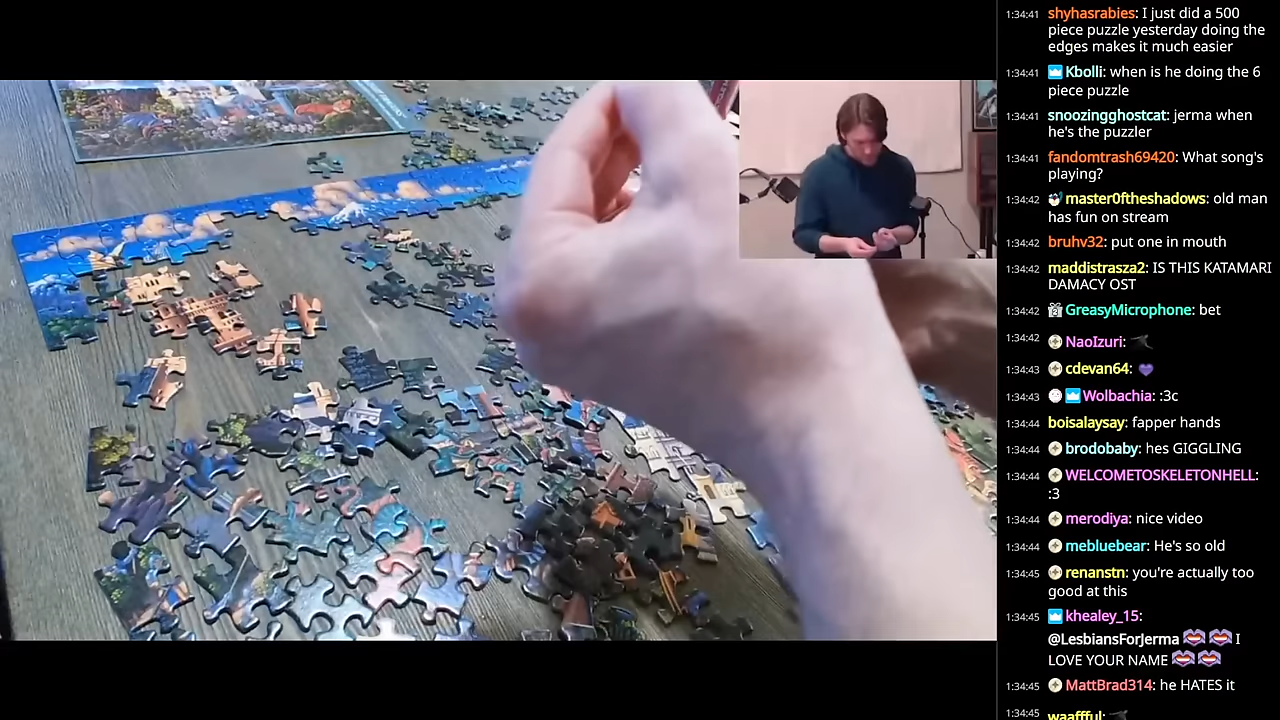 1:34:41 shyhasrabies: I just did a 500
piece puzzle yesterday doing the
edges makes it much easier
1:34:41 Kbolli: when is he doing the 6
piece puzzle
1:34:41 snoozingghostcat: jerma when
he's the puzzler
1:34:41 fandomtrash69420: What song's
playing?
1:34:42 master0ftheshadows: old man
has fun on stream
1:34:42 bruhv32: put one in mouth
1:34:42 maddistrasza2: IS THIS KATAMARI
DAMACY OST
1:34:42 GreasyMicrophone: bet
1:34:42 NaoIzuri:
1:34:43 cdevan64:
1:34:43 Wolbachia: :3c
1:34:44 boisalaysay: fapper hands
1:34:44 brodobaby: hes GIGGLING
1:34:44 WELCOMETOSKELETONHELL:
:3
1:34:44 merodiya: nice video
1:34:44 mebluebear: He's so old
1:34:45 renanstn: you're actually too
good at this
1:34:45 khealey_15:
@LesbiansForJerma I
LOVE YOUR NAME
1:34:45 MattBrad314: he HATES it
1:34:45 waaffful: